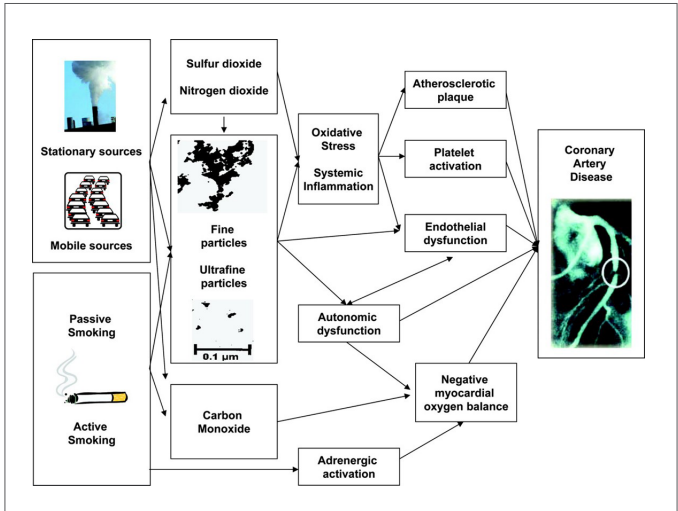 Stationary sources
Mobile sources
Passive
Smoking
Active
Smoking
Sulfur dioxide
Nitrogen dioxide
Fine
particles
Ultrafine
particles
0.1 µm
Carbon
Monoxide
Oxidative
Stress
Systemic
Inflammation
Autonomic
dysfunction
Adrenergic
activation
Atherosclerotic
plaque
Platelet
activation
Endothelial
dysfunction
Negative
myocardial
oxygen balance
Coronary
Artery
Disease